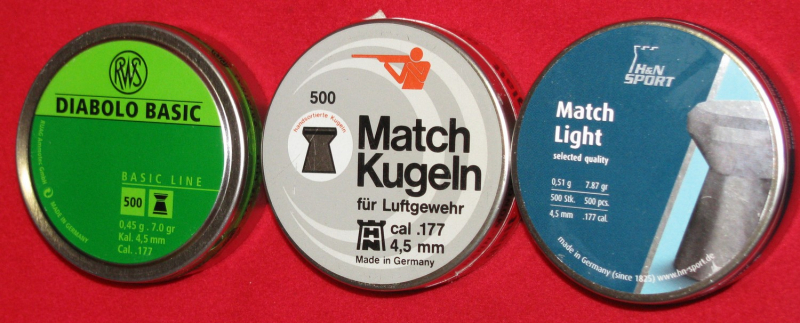 RWS
DIABOLO BASIC
BASIC LINE
500
0,45 g . 7.0 gr
Kal. 4,5 mm
Cal. .177
MADE IN GERMANY
500
handsortierte Kugeln
Match
Kugeln
für Luftgewehr
HN
cal .177
4,5 mm
Made in Germany
H&N
SPORT
Match
Light
selected quality
0,51 g 7.87 gr
500 Stk. 500 pcs.
4,5 mm .177 cal.
made in Germany (since 1825) www.hn-sport.de